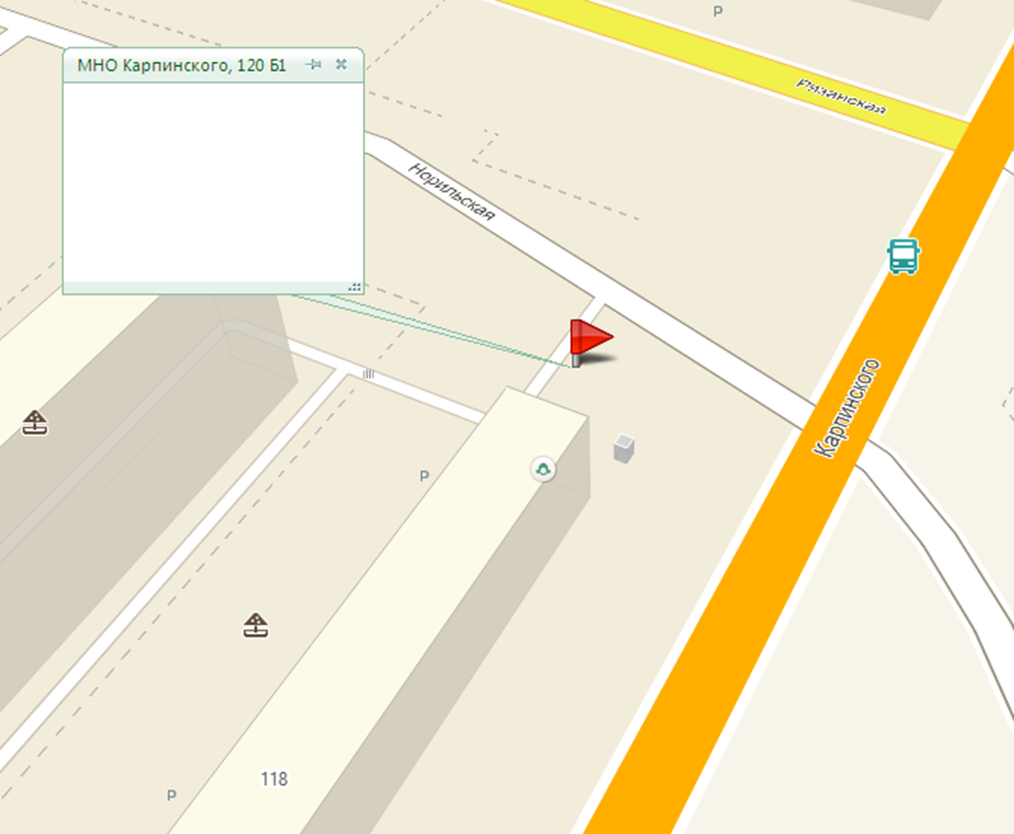 P
МНО Карпинского, 120 Б1
Рязанская
Норильская
Карпинского
P
118
P